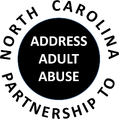 NORTH CAROLINA
PARTNERSHIP TO
ADDRESS
ADULT
ABUSE